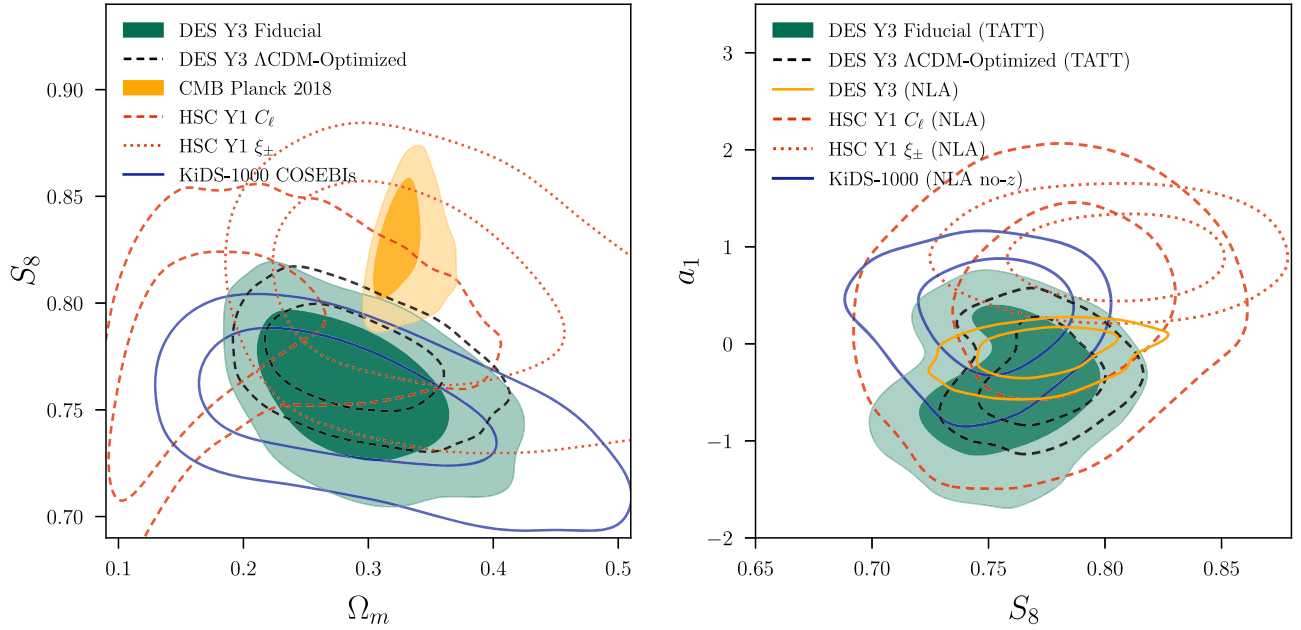 DES Y3 Fiducial
DES Y3 ΛCDM-Optimized
CMB Planck 2018
HSC Y1 Cℓ
HSC Y1 ξ±
KiDS-1000 COSEBIs
0.90
0.85
0.80
0.75
0.70
S8
0.1
0.2
0.3
0.4
0.5
Ωm
DES Y3 Fiducial (TATT)
DES Y3 ΛCDM-Optimized (TATT)
DES Y3 (NLA)
HSC Y1 Cℓ (NLA)
HSC Y1 ξ± (NLA)
KiDS-1000 (NLA no-z)
3
2
1
0
−1
−2
a1
0.65
0.70
0.75
0.80
0.85
S8